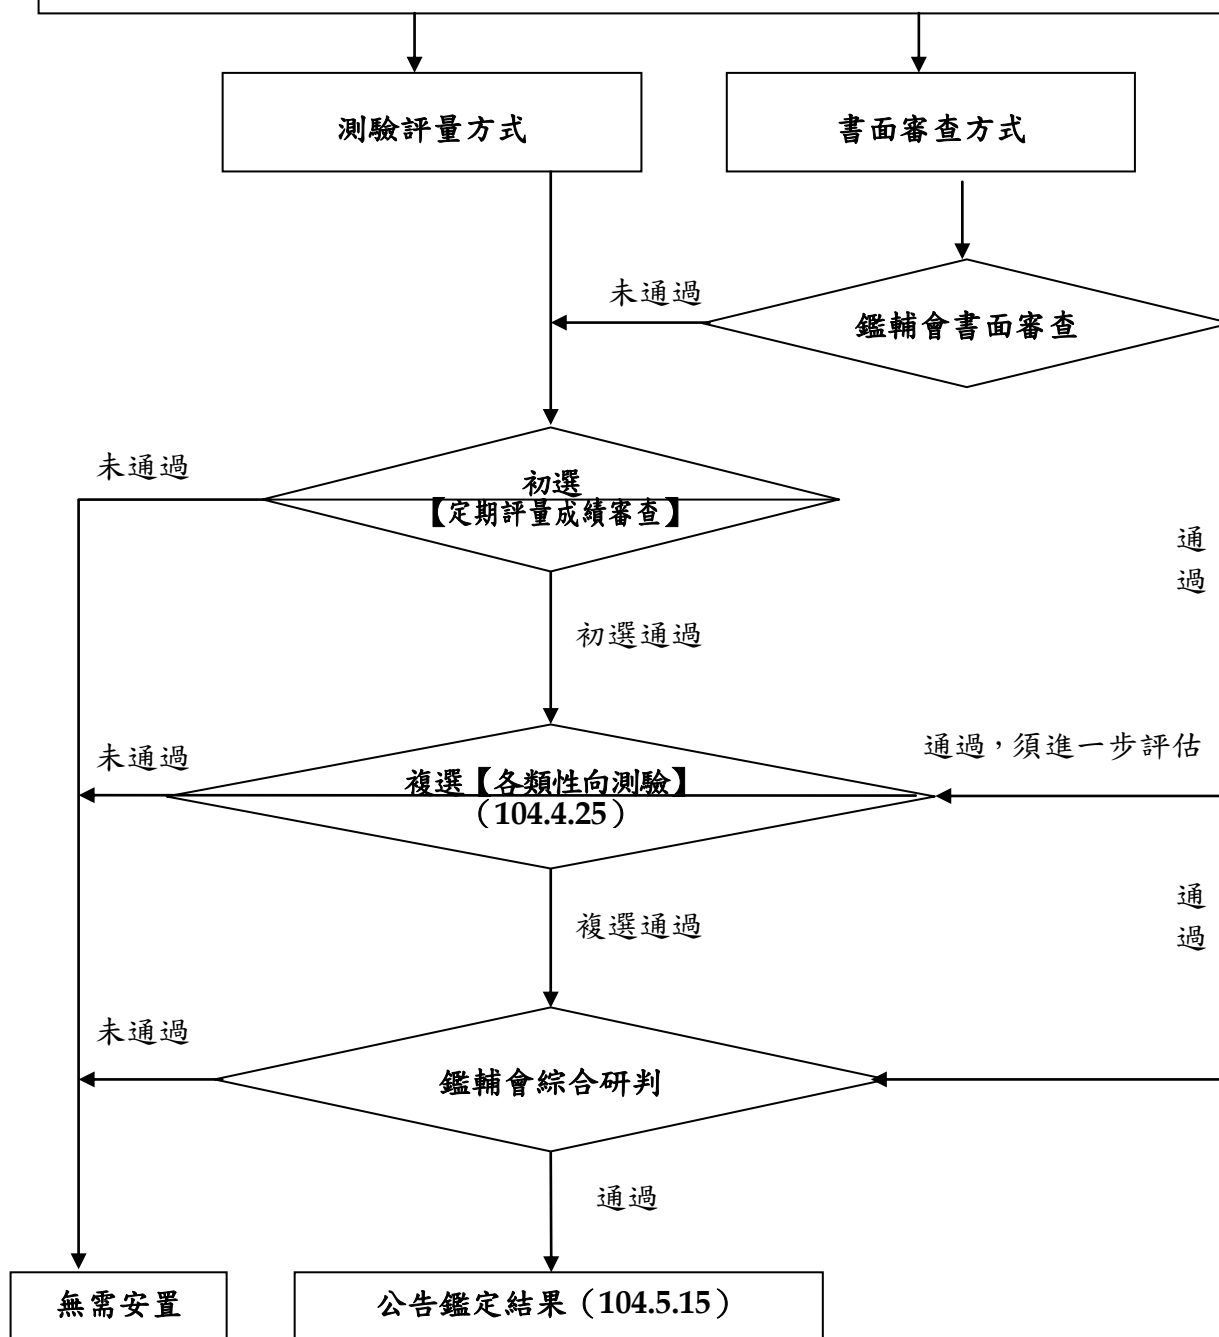 測驗評量方式
書面審查方式
未通過
鑑輔會書面審查
未通過
初選
【定期評量成績審查】
通
過
初選通過
未通過
通過，須進一步評估
複選【各類性向測驗】
（104.4.25）
通
過
複選通過
未通過
鑑輔會綜合研判
通過
無需安置
公告鑑定結果（104.5.15）